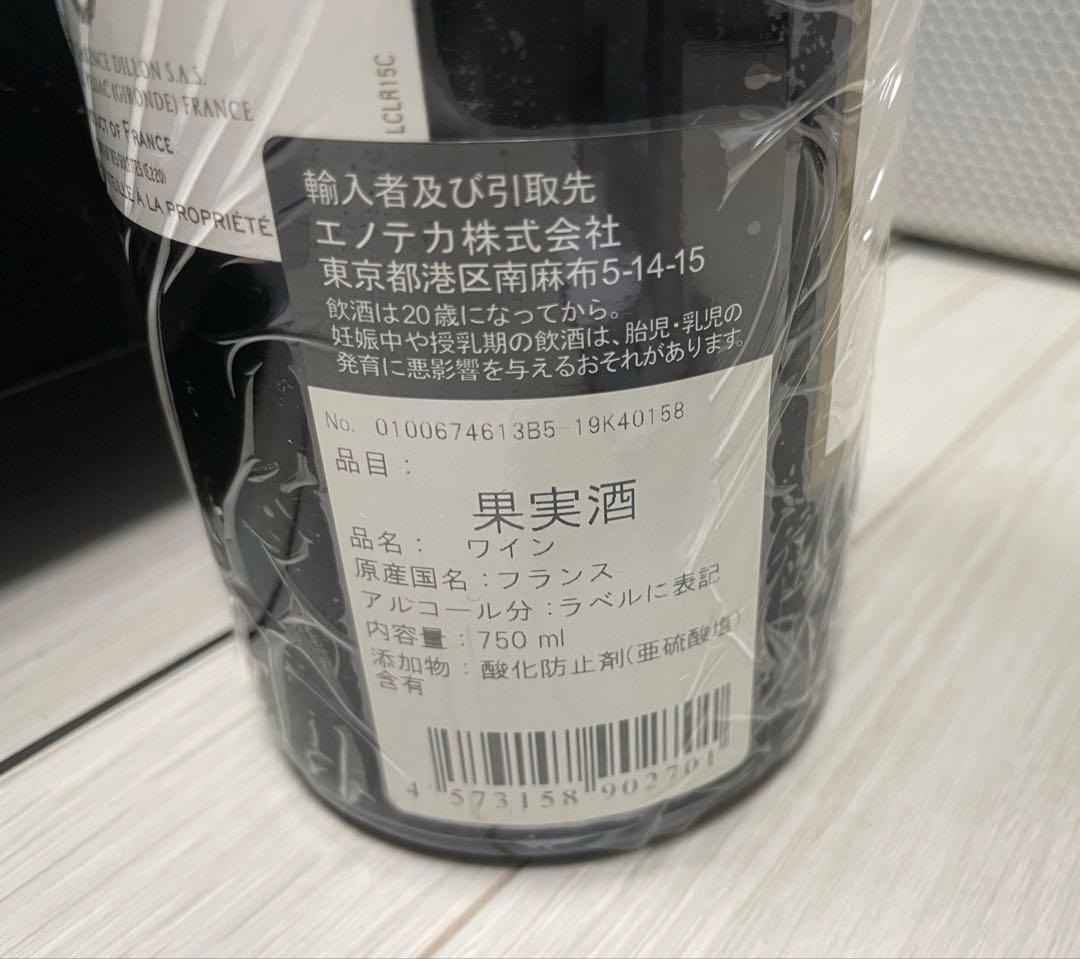 DILLON S.A.S.
(GIRONDE) FRANCE
OF FRANCE
À LA PROPRIÉTÉ
LCLR15C
輸入者及び引取先
エノテカ株式会社
東京都港区南麻布5-14-15
飲酒は20歳になってから。
妊娠中や授乳期の飲酒は、胎児・乳児の
発育に悪影響を与えるおそれがあります。
No. 0100674613B5-19K40158
品目:
果実酒
品名: ワイン
原産国名:フランス
アルコール分:ラベルに表記
内容量:750 ml
添加物:酸化防止剤(亜硫酸塩)
含有
4 573158 902701